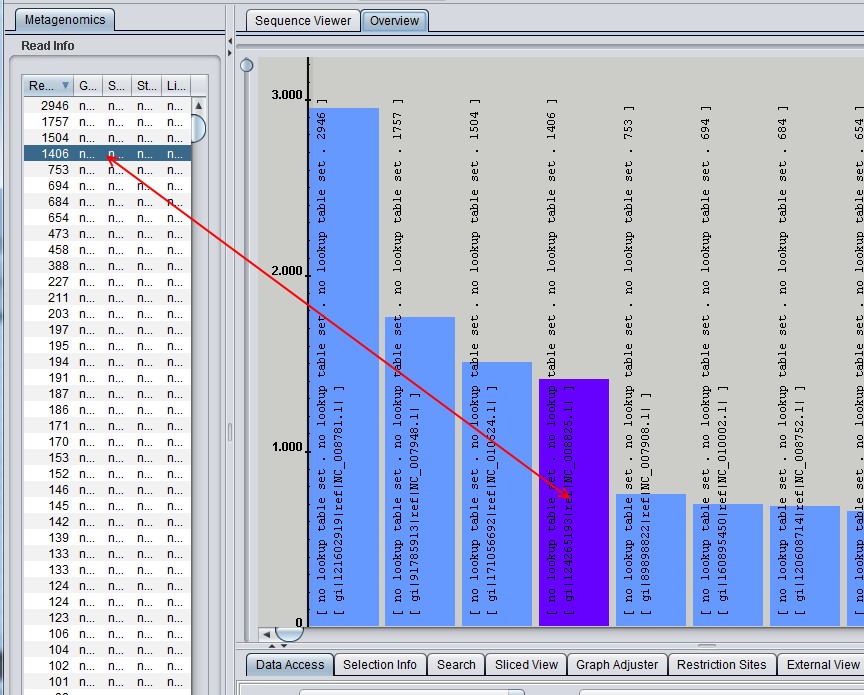 Metagenomics
Read Info
Re... G... S... St... Li...
2946 n... n... n... n...
1757 n... n... n... n...
1504 n... n... n... n...
1406 n... n... n... n...
753 n... n... n... n...
694 n... n... n... n...
684 n... n... n... n...
654 n... n... n... n...
473 n... n... n... n...
458 n... n... n... n...
388 n... n... n... n...
227 n... n... n... n...
211 n... n... n... n...
203 n... n... n... n...
197 n... n... n... n...
195 n... n... n... n...
194 n... n... n... n...
191 n... n... n... n...
187 n... n... n... n...
186 n... n... n... n...
171 n... n... n... n...
170 n... n... n... n...
153 n... n... n... n...
152 n... n... n... n...
146 n... n... n... n...
145 n... n... n... n...
142 n... n... n... n...
139 n... n... n... n...
133 n... n... n... n...
133 n... n... n... n...
124 n... n... n... n...
124 n... n... n... n...
123 n... n... n... n...
106 n... n... n... n...
104 n... n... n... n...
102 n... n... n... n...
101 n... n... n... n...
Sequence Viewer Overview
3.000
2.000
1.000
0
[ no lookup table set . no lookup table set . no lookup table set . 2946 ]
[ gi|121602919|ref|NC_008781.1| ]
[ no lookup table set . no lookup table set . no lookup table set . 1757 ]
[ gi|91785913|ref|NC_007948.1| ]
[ no lookup table set . no lookup table set . no lookup table set . 1504 ]
[ gi|171056692|ref|NC_010524.1| ]
[ no lookup table set . no lookup table set . no lookup table set . 1406 ]
[ gi|124265193|ref|NC_008825.1| ]
[ no lookup table set . no lookup table set . no lookup table set . 753 ]
[ gi|89898822|ref|NC_007908.1| ]
[ no lookup table set . no lookup table set . no lookup table set . 694 ]
[ gi|160895450|ref|NC_010002.1| ]
[ no lookup table set . no lookup table set . no lookup table set . 684 ]
[ gi|120608714|ref|NC_008752.1| ]
[ no lookup table set . no lookup table set . no lookup table set . 654 ]
Data Access Selection Info Search Sliced View Graph Adjuster Restriction Sites External View